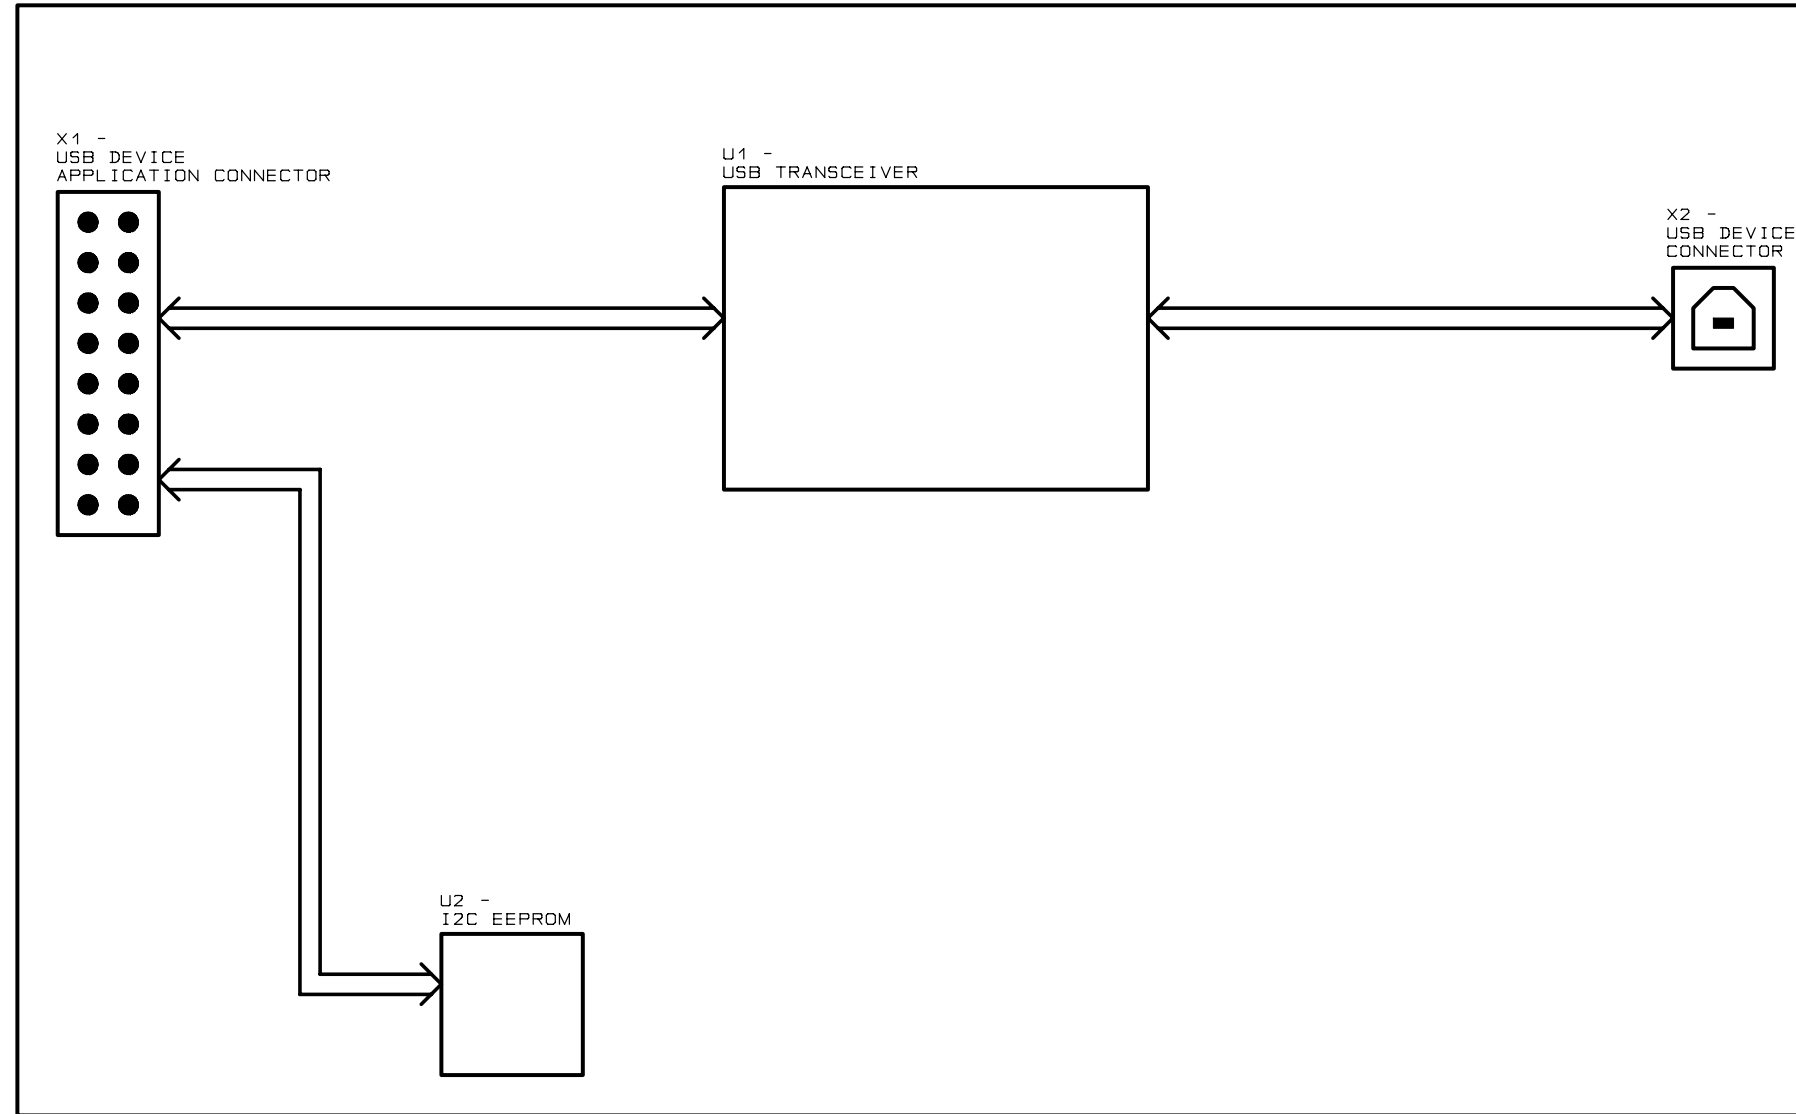 X1 -
USB DEVICE
APPLICATION CONNECTOR
U1 -
USB TRANSCEIVER
X2 -
USB DEVICE
CONNECTOR
U2 -
I2C EEPROM